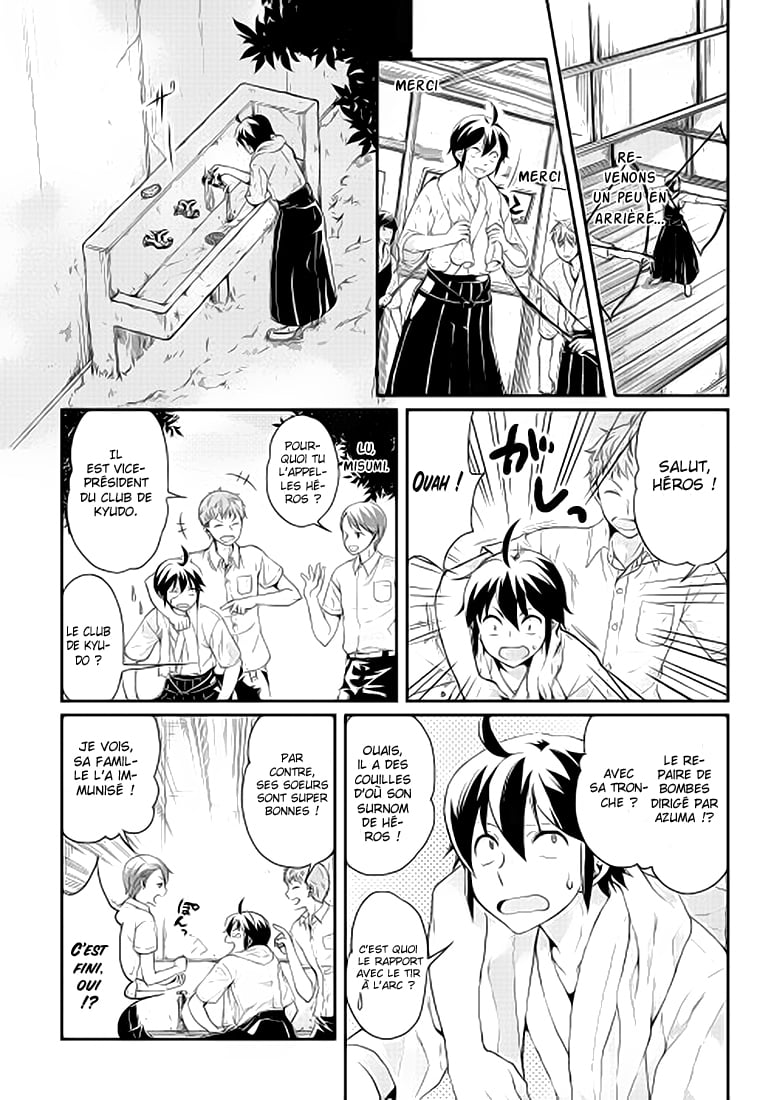 RE-
VENONS
UN PEU EN
ARRIÈRE...
MERCI
MERCI
SALUT,
HÉROS !
がしっ
OUAH !
LU,
MISUMI.
POUR-
QUOI TU
L'APPEL-
LES HÉ-
ROS ?
IL
EST VICE-
PRÉSIDENT
DU CLUB DE
KYUDO.
LE CLUB
DE KYU-
DO ?
LE RE-
PAIRE DE
BOMBES
DIRIGÉ PAR
AZUMA !?
AVEC
SA TRON-
CHE ?
OUAIS,
IL A DES
COUILLES
D'OÙ SON
SURNOM
DE HÉ-
ROS !
C'EST QUOI
LE RAPPORT
AVEC LE TIR
À L'ARC ?
PAR
CONTRE,
SES SOEURS
SONT SUPER
BONNES !
JE VOIS,
SA FAMIL-
LE L'A IM-
MUNISÉ !
C'EST
FINI,
OUI
!?